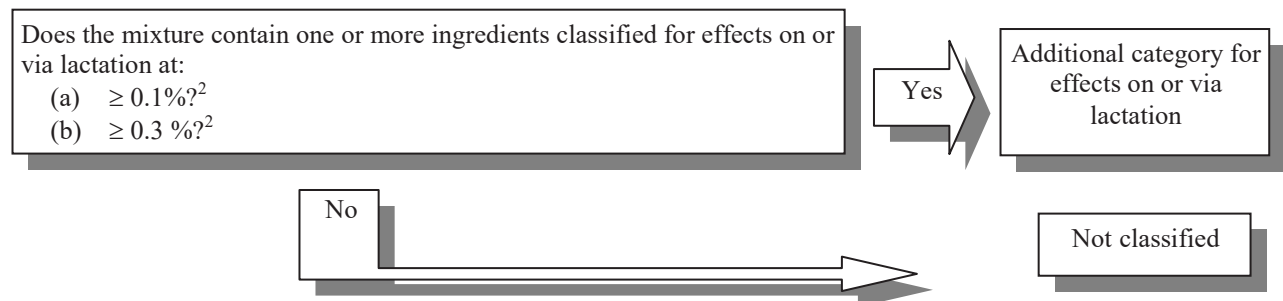 Does the mixture contain one or more ingredients classified for effects on or
via lactation at:
(a) ≥ 0.1%?²
(b) ≥ 0.3 %?²
Yes
Additional category for
effects on or via
lactation
No
Not classified